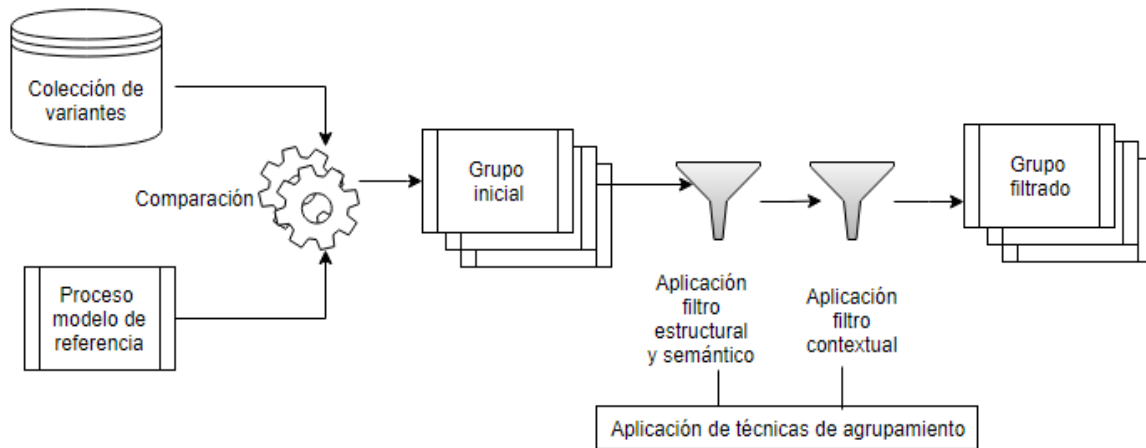 Colección de
variantes
Comparación
Proceso
modelo de
referencia
Grupo
inicial
Aplicación
filtro
estructural
y semántico
Aplicación
filtro
contextual
Grupo
filtrado
Aplicación de técnicas de agrupamiento